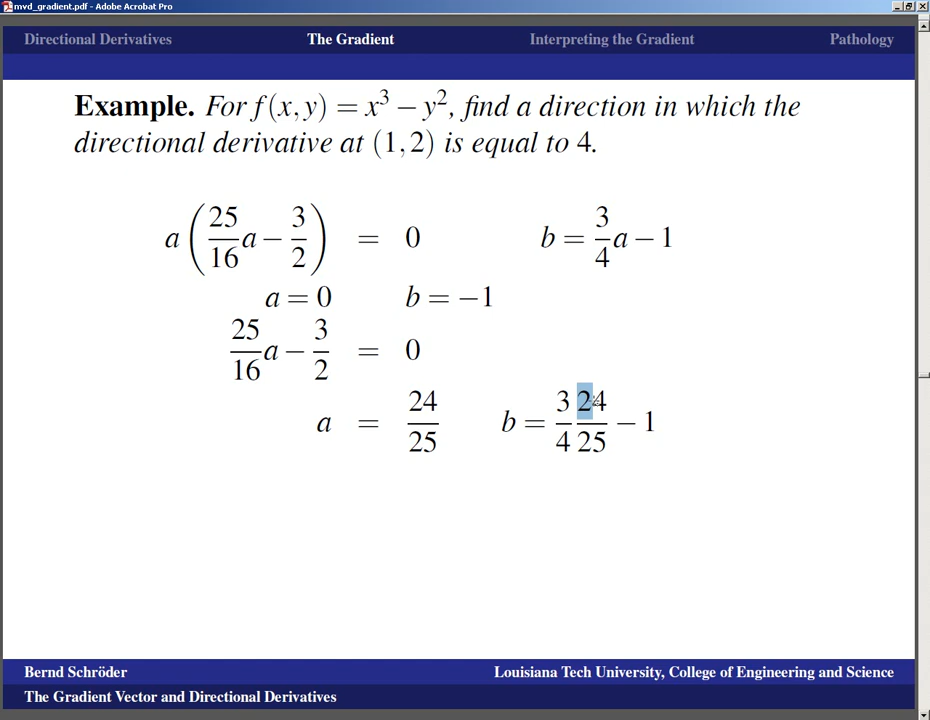 mvd_gradient.pdf - Adobe Acrobat Pro
Directional Derivatives The Gradient Interpreting the Gradient Pathology
Example. For f(x,y) = x³ − y², find a direction in which the
directional derivative at (1,2) is equal to 4.
a(25/16 a − 3/2) = 0 b = 3/4 a − 1
a = 0 b = −1
25/16 a − 3/2 = 0
a = 24/25 b = 3/4 24/25 − 1
Bernd Schröder Louisiana Tech University, College of Engineering and Science
The Gradient Vector and Directional Derivatives